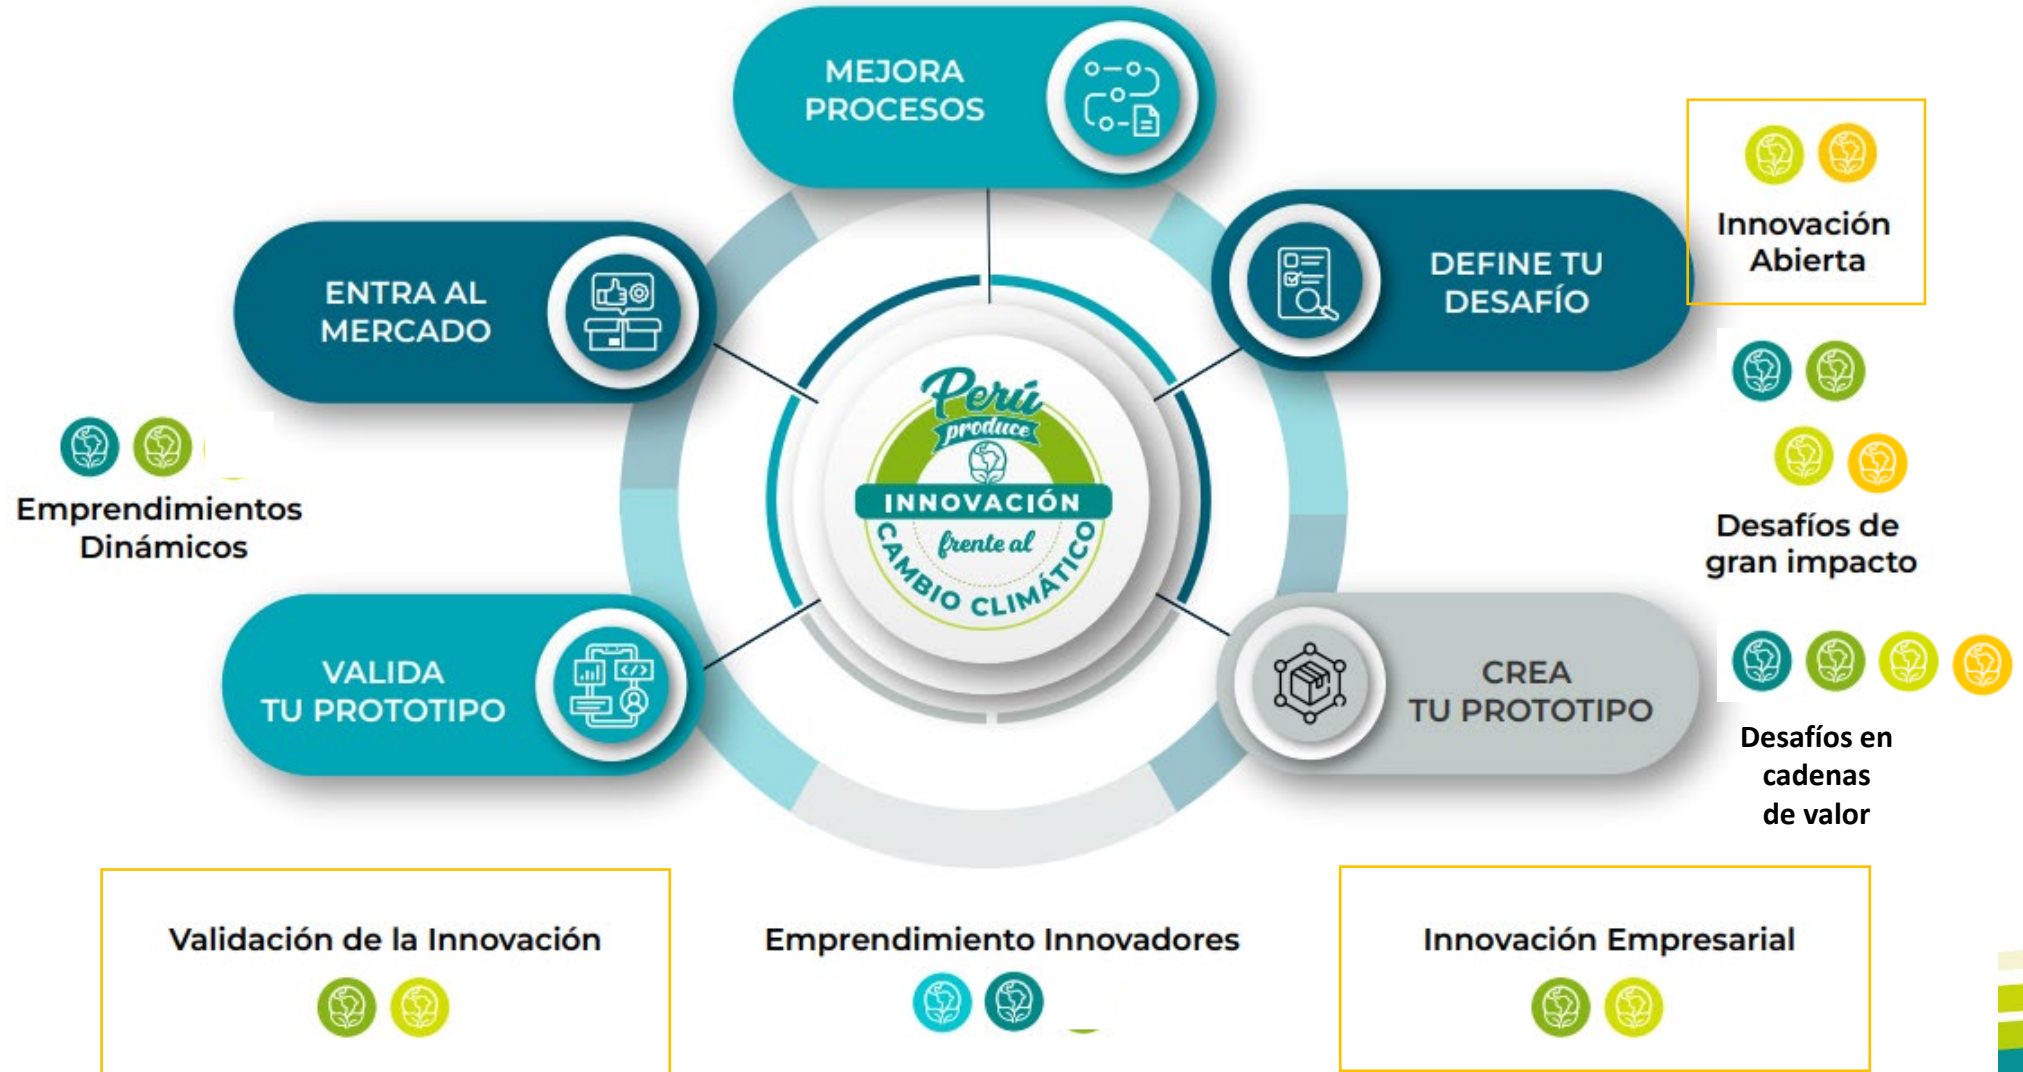 MEJORA
PROCESOS
Innovación
Abierta
DEFINE TU
DESAFÍO
ENTRA AL
MERCADO
Perú
produce
INNOVACIÓN
frente al
CAMBIO CLIMÁTICO
Emprendimientos
Dinámicos
Desafíos de
gran impacto
VALIDA
TU PROTOTIPO
CREA
TU PROTOTIPO
Desafíos en
cadenas
de valor
Validación de la Innovación
Emprendimiento Innovadores
Innovación Empresarial